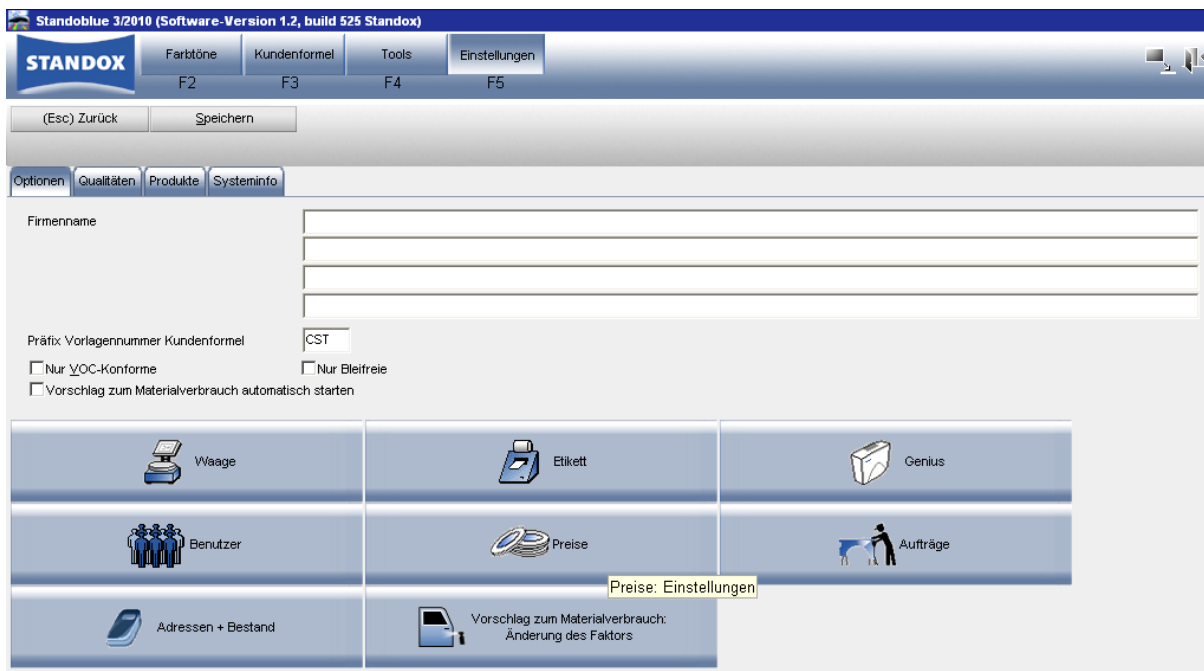 Standoblue 3/2010 (Software-Version 1.2, build 525 Standox)
STANDOX
Farbtöne Kundenformel Tools Einstellungen
F2 F3 F4 F5
(Esc) Zurück Speichern
Optionen Qualitäten Produkte Systeminfo
Firmenname
Präfix Vorlagennummer Kundenformel CST
Nur VOC-Konforme Nur Bleifreie
Vorschlag zum Materialverbrauch automatisch starten
Waage Etikett Genius
Benutzer Preise Aufträge
Preise: Einstellungen
Adressen + Bestand Vorschlag zum Materialverbrauch:
Änderung des Faktors